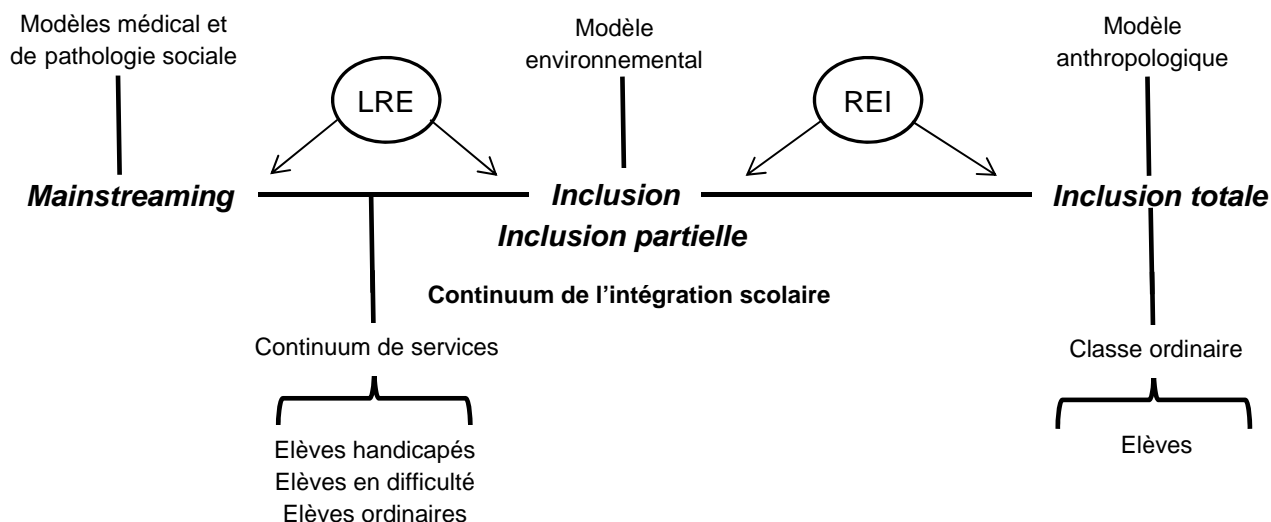 Modèles médical et
de pathologie sociale
Modèle
environnemental
Modèle
anthropologique
LRE
REI
Mainstreaming
Inclusion
Inclusion totale
Inclusion partielle
Continuum de l’intégration scolaire
Continuum de services
Classe ordinaire
Elèves handicapés
Elèves en difficulté
Elèves ordinaires
Elèves